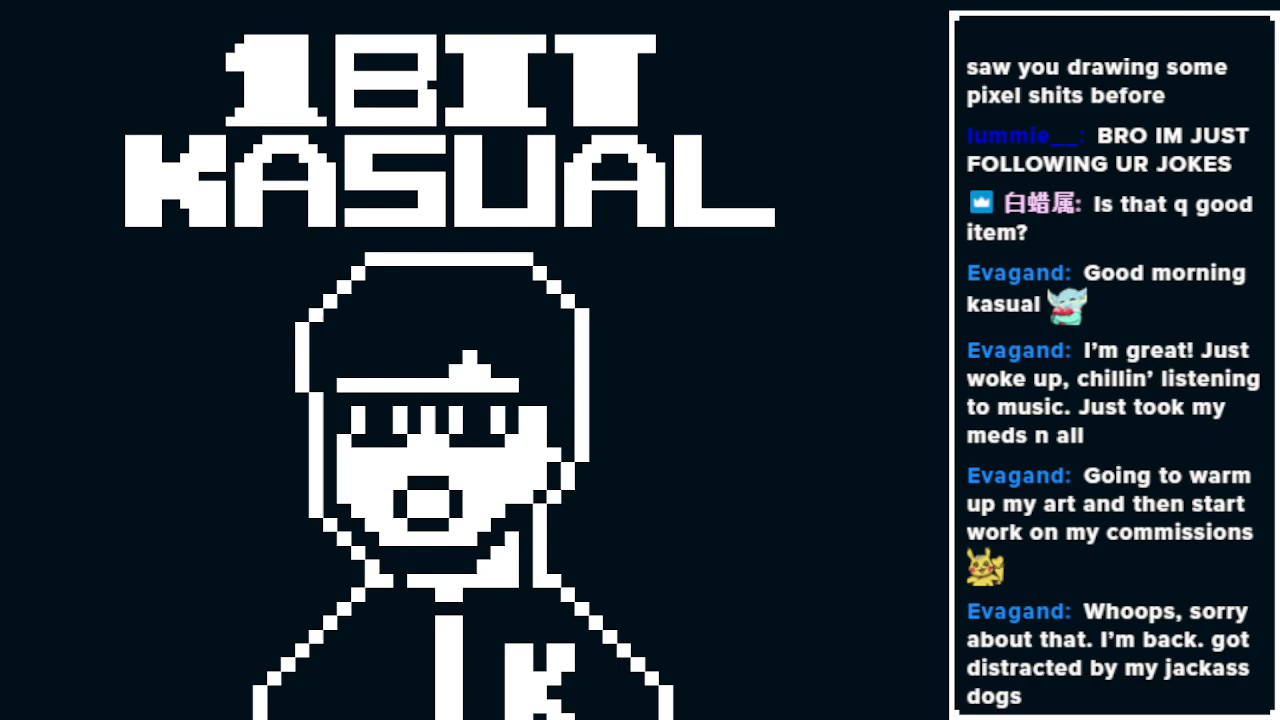 1BIT
KASUAL
K
saw you drawing some
pixel shits before
lummie__: BRO IM JUST
FOLLOWING UR JOKES
白蜡属: Is that q good
item?
Evagand: Good morning
kasual
Evagand: I’m great! Just
woke up, chillin’ listening
to music. Just took my
meds n all
Evagand: Going to warm
up my art and then start
work on my commissions
Evagand: Whoops, sorry
about that. I’m back. got
distracted by my jackass
dogs